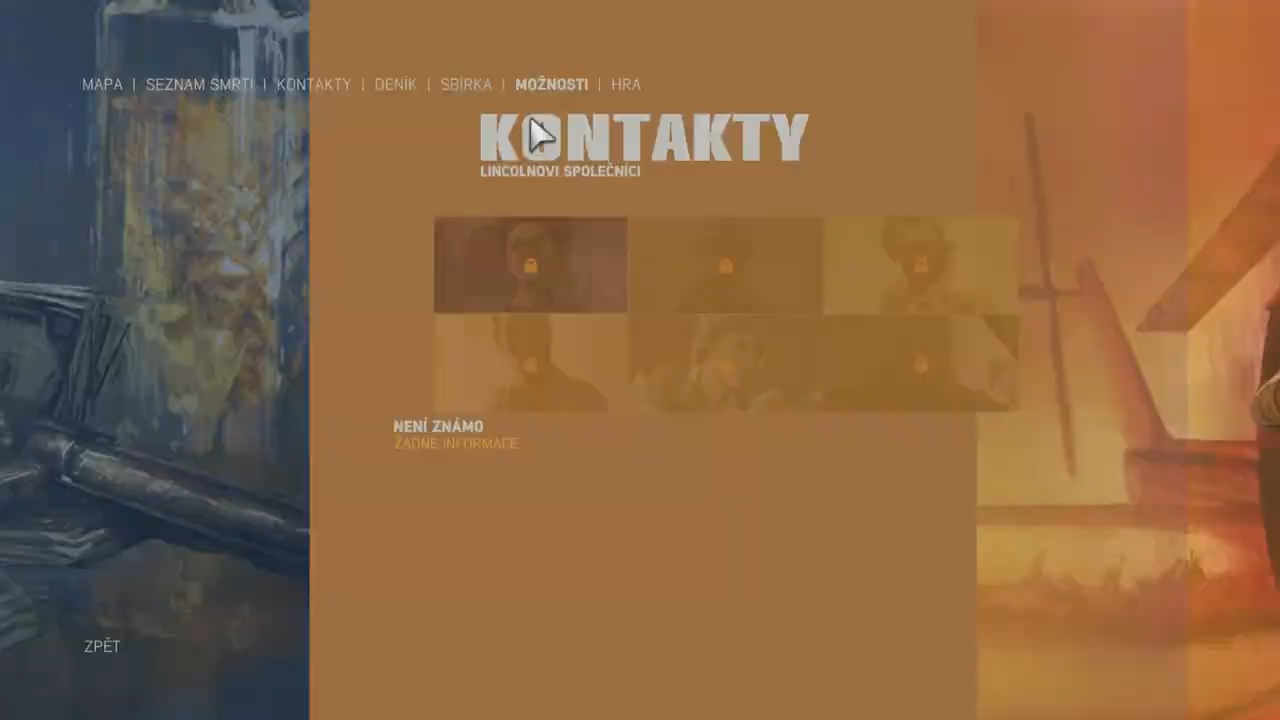 MAPA | SEZNAM SMRTI | KONTAKTY | DENÍK | SBÍRKA | MOŽNOSTI | HRA
KONTAKTY
LINCOLNOVI SPOLEČNÍCI
NENÍ ZNÁMO
ŽÁDNÉ INFORMACE
ZPĚT